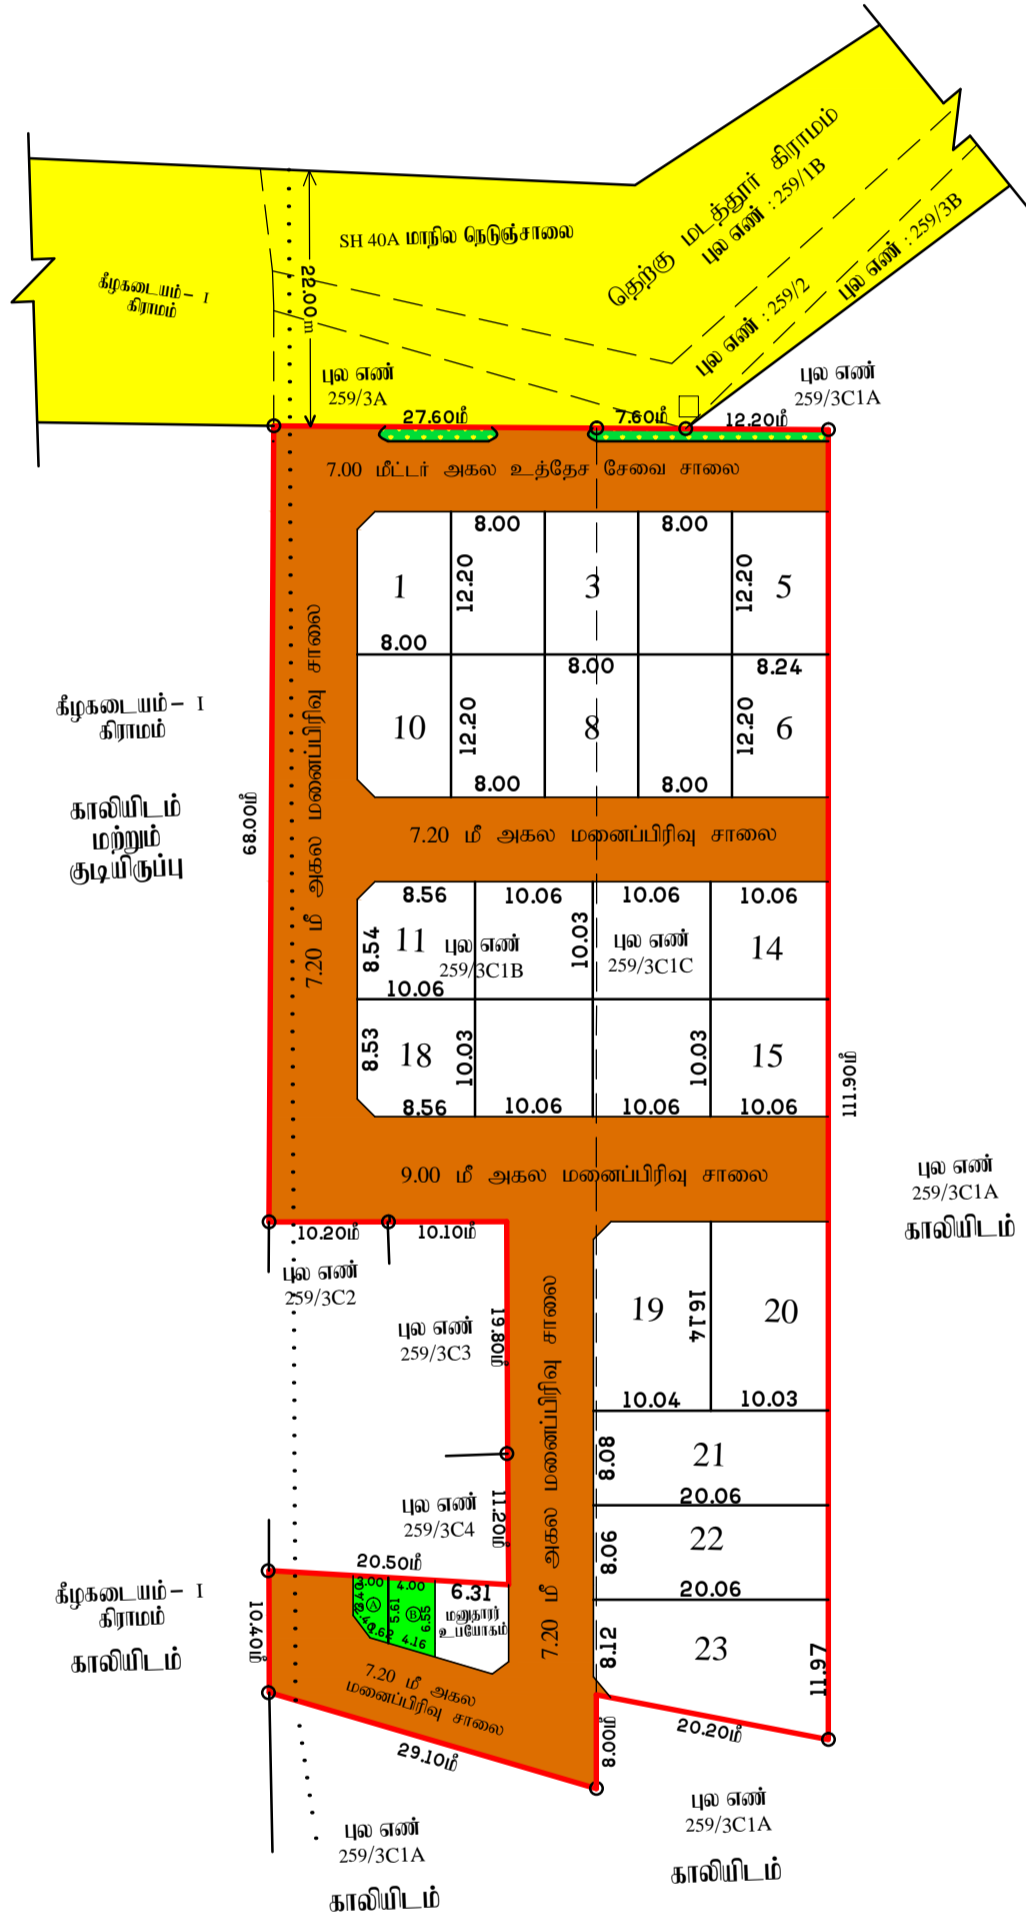 தெற்கு மடத்தூர் கிராமம்
புல எண் : 259/1B
SH 40A மாநில நெடுஞ்சாலை
புல எண் : 259/3B
புல எண் : 259/2
22.00m
கீழகடையம்- I
கிராமம்
புல எண்
259/3A
புல எண்
259/3C1A
27.60மீ
7.60மீ
12.20மீ
7.00 மீட்டர் அகல உத்தேச சேவை சாலை
8.00
8.00
1
12.20
3
12.20
5
8.00
8.00
8.24
10
12.20
8
12.20
6
8.00
8.00
7.20 மீ அகல மனைப்பிரிவு சாலை
கீழகடையம்- I
கிராமம்
காலியிடம்
மற்றும்
குடியிருப்பு
68.00மீ
7.20 மீ அகல மனைப்பிரிவு சாலை
8.56
10.06
10.06
10.06
8.54
11
புல எண்
259/3C1B
10.03
புல எண்
259/3C1C
14
10.06
8.53
18
10.03
10.03
15
8.56
10.06
10.06
10.06
111.90மீ
9.00 மீ அகல மனைப்பிரிவு சாலை
புல எண்
259/3C1A
காலியிடம்
10.20மீ
10.10மீ
புல எண்
259/3C2
புல எண்
259/3C3
19.80மீ
7.20 மீ அகல மனைப்பிரிவு சாலை
19
16.14
20
10.04
10.03
8.08
21
20.06
புல எண்
259/3C4
11.20மீ
8.06
22
20.06
20.50மீ
8.12
23
11.97
கீழகடையம்- I
கிராமம்
காலியிடம்
10.40மீ
3.00
4.00
6.31
A
5.61
B
6.55
மனுதாரர்
உபயோகம்
4.16
7.20 மீ அகல
மனைப்பிரிவு சாலை
29.10மீ
8.00மீ
20.20மீ
புல எண்
259/3C1A
காலியிடம்
புல எண்
259/3C1A
காலியிடம்